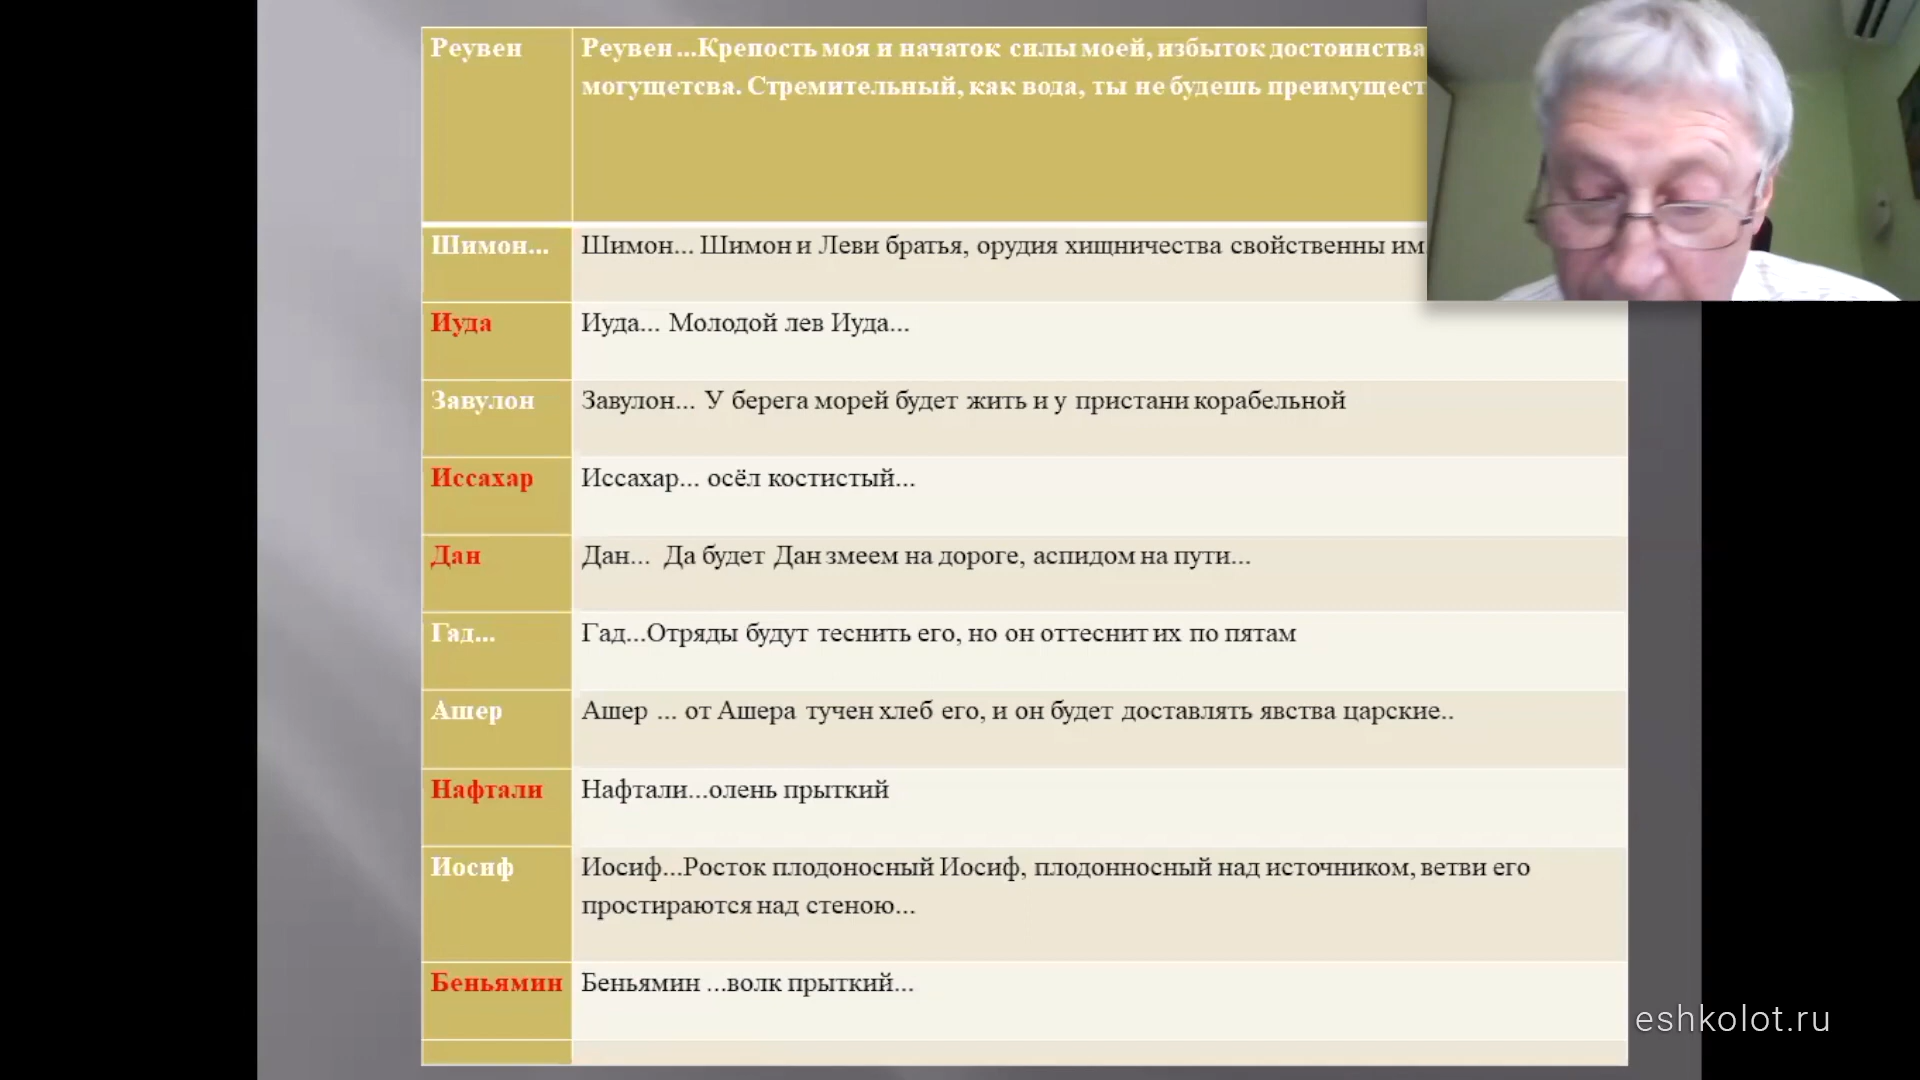 Реувен
Реувен...Крепость моя и начаток силы моей, избыток достоинства
могущетсва. Стремительный, как вода, ты не будешь
Шимон...
Шимон... Шимон и Леви братья, орудия хищничества свойственны им
Иуда
Иуда... Молодой лев Иуда...
Завулон
Завулон... У берега морей будет жить и у пристани корабельной
Иссахар
Иссахар... осёл костистый...
Дан
Дан... Да будет Дан змеем на дороге, аспидом на пути...
Гад...
Гад...Отряды будут теснить его, но он оттеснит их по пятам
Ашер
Ашер ... от Ашера тучен хлеб его, и он будет доставлять явства царские..
Нафтали
Нафтали...олень прыткий
Иосиф
Иосиф...Росток плодоносный Иосиф, плодонносный над источником, ветви его
простираются над стеною...
Беньямин
Беньямин ...волк прыткий...
eshkolot.ru